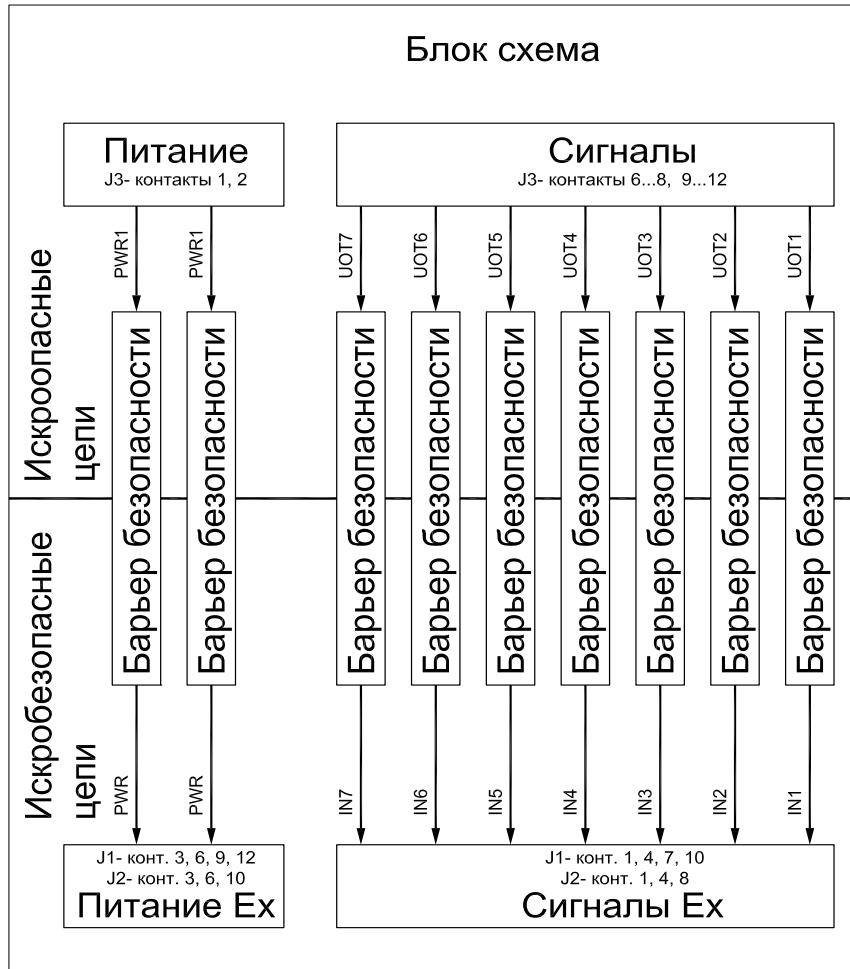 Блок схема
Питание
J3- контакты 1, 2
Сигналы
J3- контакты 6...8, 9...12
PWR1
PWR1
UOT7
UOT6
UOT5
UOT4
UOT3
UOT2
UOT1
Искроопасные
цепи
Барьер безопасности
Барьер безопасности
Барьер безопасности
Барьер безопасности
Барьер безопасности
Барьер безопасности
Барьер безопасности
Барьер безопасности
Барьер безопасности
Искробезопасные
цепи
PWR
PWR
IN7
IN6
IN5
IN4
IN3
IN2
IN1
J1- конт. 3, 6, 9, 12
J2- конт. 3, 6, 10
Питание Ex
J1- конт. 1, 4, 7, 10
J2- конт. 1, 4, 8
Сигналы Ex